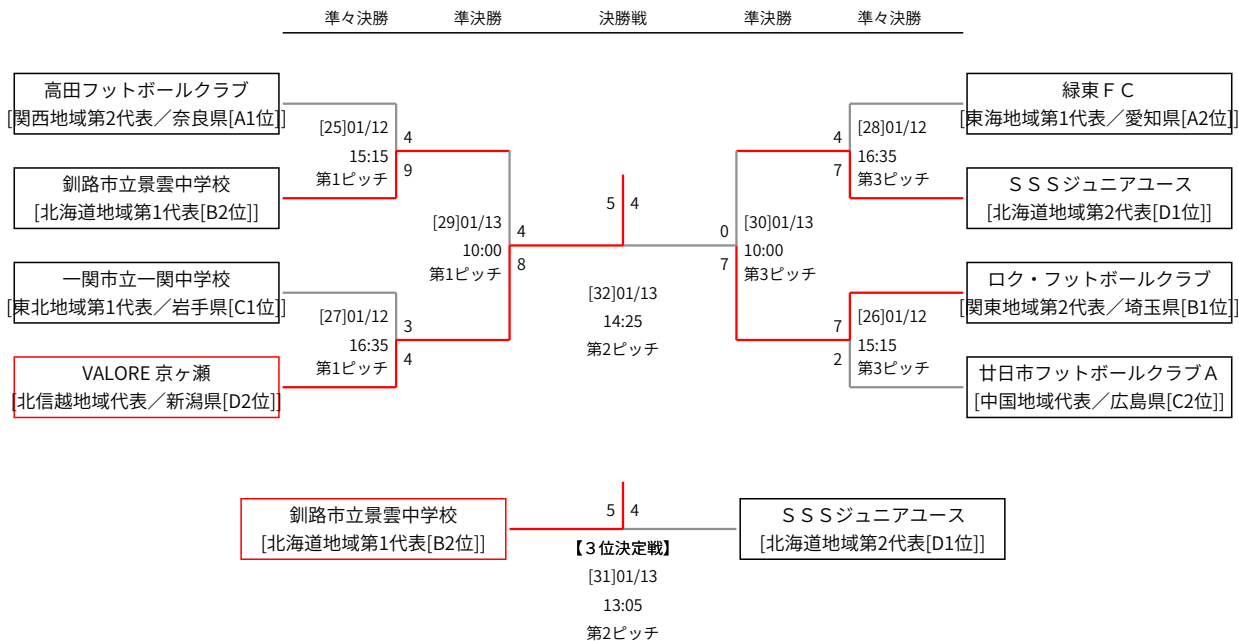 準々決勝 準決勝 決勝戦 準決勝 準々決勝
高田フットボールクラブ
[関西地域第2代表／奈良県[A1位]]
釧路市立景雲中学校
[北海道地域第1代表[B2位]]
一関市立一関中学校
[東北地域第1代表／岩手県[C1位]]
VALORE 京ヶ瀬
[北信越地域代表／新潟県[D2位]]
[25]01/12
15:15
第1ピッチ
4
9
[27]01/12
16:35
第1ピッチ
3
4
[29]01/13
10:00
第1ピッチ
4
8
5 4
[32]01/13
14:25
第2ピッチ
0
7
[30]01/13
10:00
第3ピッチ
4
7
[28]01/12
16:35
第3ピッチ
7
2
[26]01/12
15:15
第3ピッチ
緑東ＦＣ
[東海地域第1代表／愛知県[A2位]]
ＳＳＳジュニアユース
[北海道地域第2代表[D1位]]
ロク・フットボールクラブ
[関東地域第2代表／埼玉県[B1位]]
廿日市フットボールクラブＡ
[中国地域代表／広島県[C2位]]
釧路市立景雲中学校
[北海道地域第1代表[B2位]]
5 4
【３位決定戦】
[31]01/13
13:05
第2ピッチ
ＳＳＳジュニアユース
[北海道地域第2代表[D1位]]